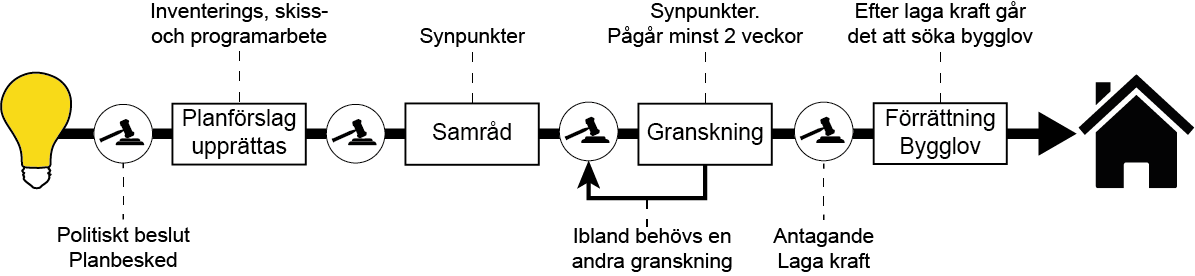 Inventerings, skiss-
och programarbete
Synpunkter
Synpunkter.
Pågår minst 2 veckor
Efter laga kraft går
det att söka bygglov
Planförslag
upprättas
Samråd
Granskning
Förrättning
Bygglov
Politiskt beslut
Planbesked
Ibland behövs en
andra granskning
Antagande
Laga kraft